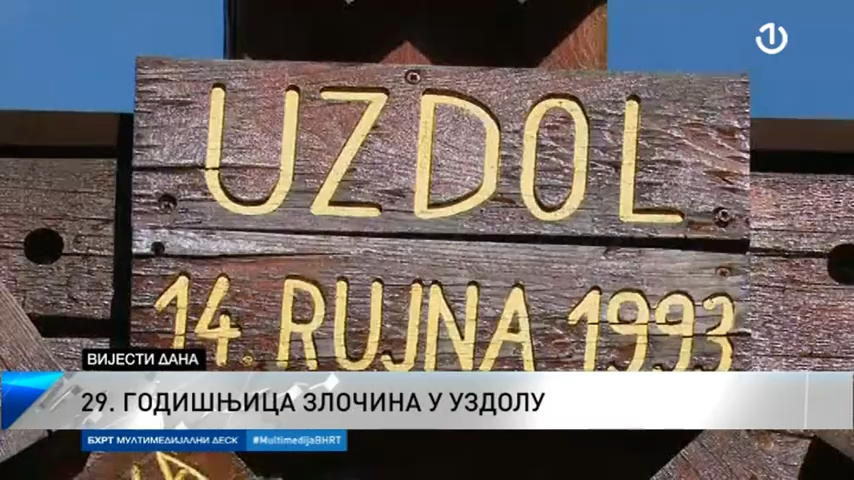 UZDOL
14. RUJNA 1993
ВИЈЕСТИ ДАНА
29. ГОДИШЊИЦА ЗЛОЧИНА У УЗДОЛУ
БХРТ МУЛТИМЕДИЈАЛНИ ДЕСК #MultimedijaBHRT